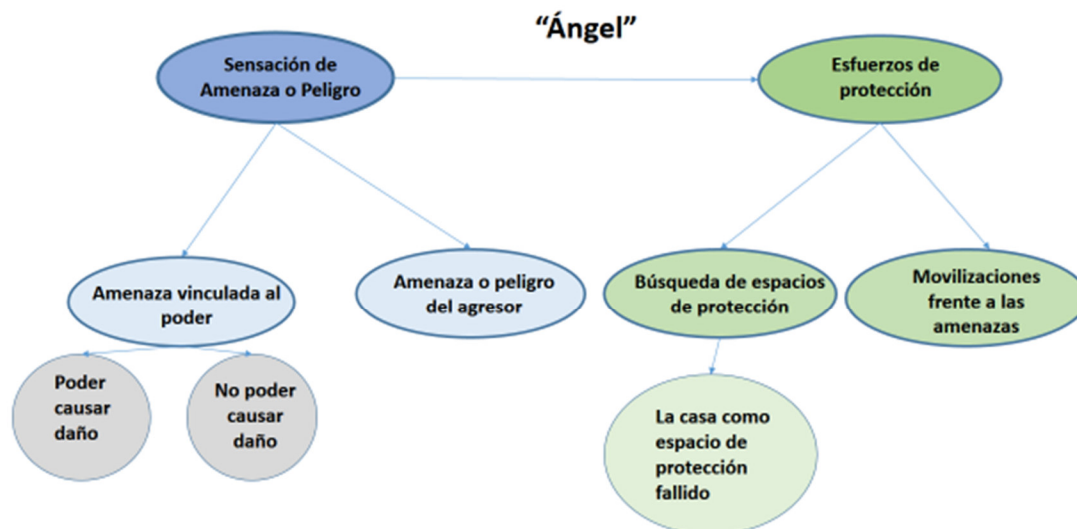 “Ángel”
Sensación de
Amenaza o Peligro
Esfuerzos de
protección
Amenaza vinculada al
poder
Amenaza o peligro
del agresor
Búsqueda de espacios
de protección
Movilizaciones
frente a las
amenazas
Poder
causar
daño
No poder
causar
daño
La casa como
espacio de
protección
fallido